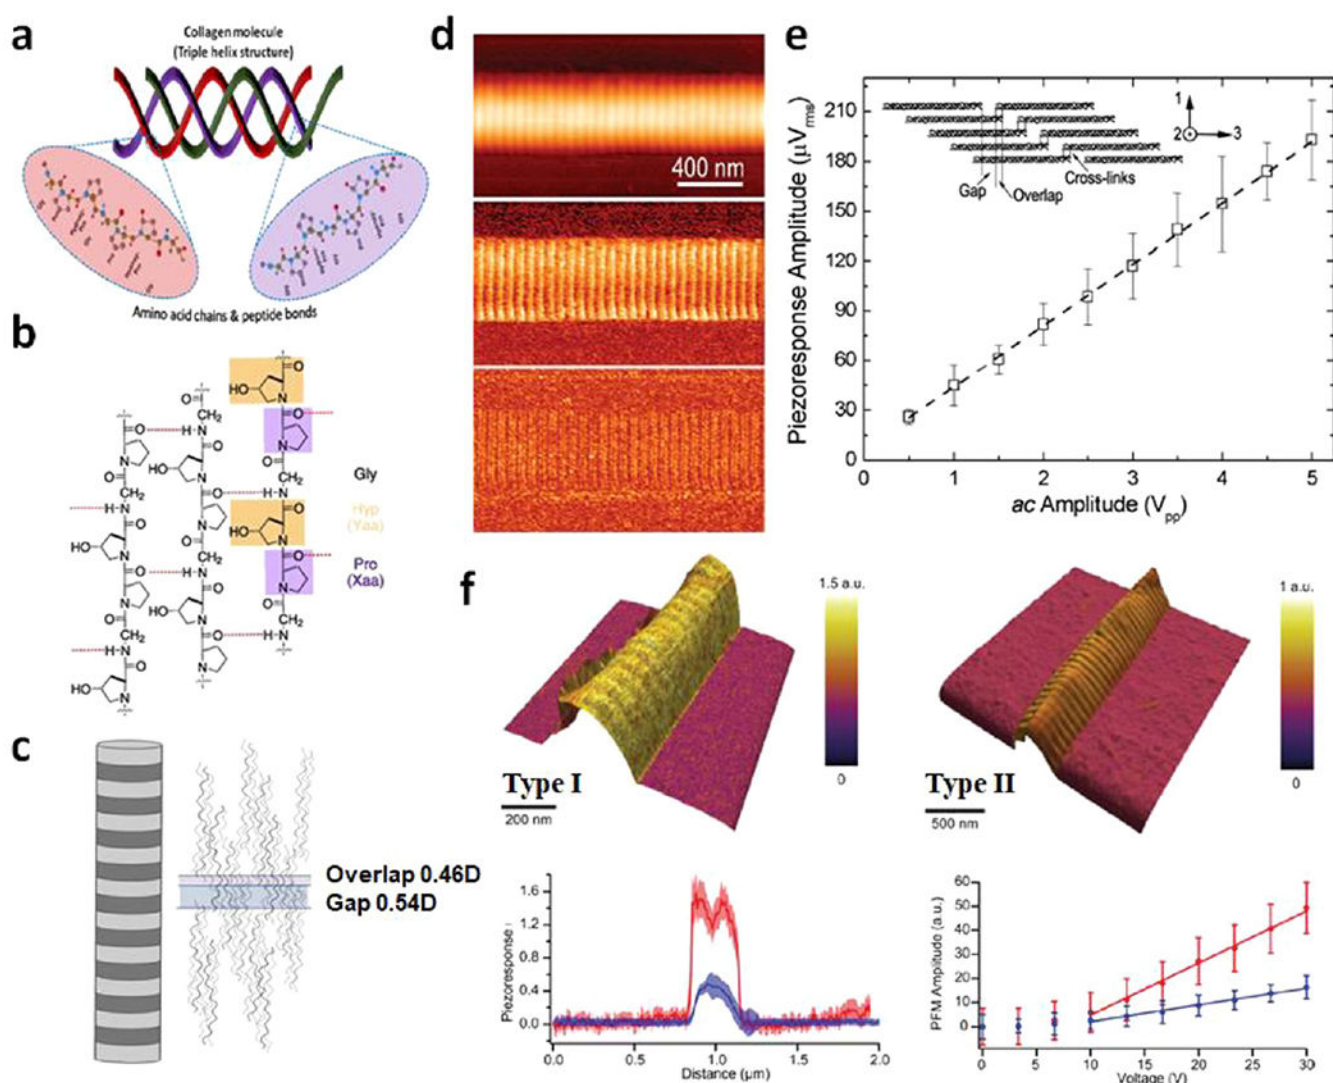 a
Collagen molecule
(Triple helix structure)
Amino acid chains & peptide bonds
b
Gly
Hyp
(Yaa)
Pro
(Xaa)
HO
O
N
H
CH₂
c
Overlap 0.46D
Gap 0.54D
d
400 nm
e
Piezoresponse Amplitude (μVrms)
210
180
150
120
90
60
30
0
1
2
3
Gap
Overlap
Cross-links
0 1 2 3 4 5
ac Amplitude (Vpp)
f
1.5 a.u.
0
Type I
200 nm
1 a.u.
0
Type II
500 nm
Piezoresponse
1.6
1.2
0.8
0.4
0.0
0.0 0.5 1.0 1.5 2.0
Distance (μm)
PFM Amplitude (a.u.)
60
50
40
30
20
10
0
0 5 10 15 20 25 30
Voltage (V)